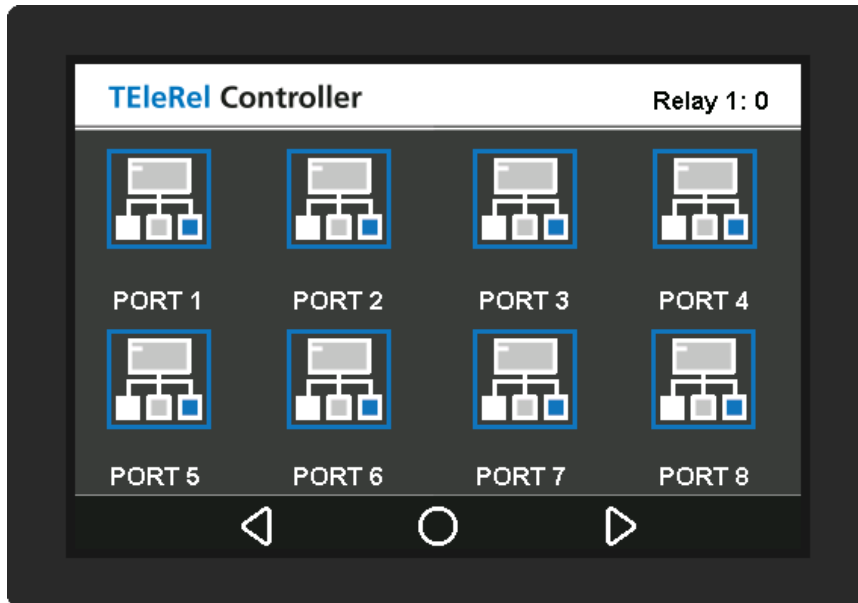 TEleRel Controller
Relay 1: 0
PORT 1 PORT 2 PORT 3 PORT 4
PORT 5 PORT 6 PORT 7 PORT 8